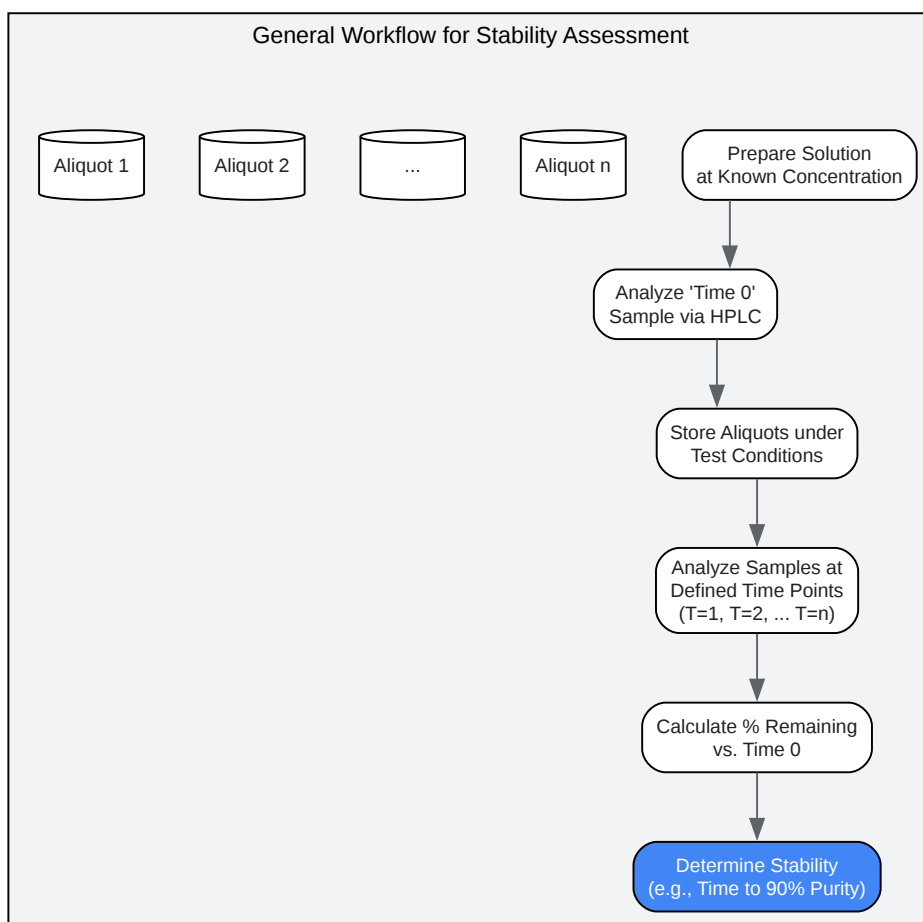 General Workflow for Stability Assessment
Aliquot 1
Aliquot 2
...
Aliquot n
Prepare Solution
at Known Concentration
Analyze 'Time 0'
Sample via HPLC
Store Aliquots under
Test Conditions
Analyze Samples at
Defined Time Points
(T=1, T=2, ... T=n)
Calculate % Remaining
vs. Time 0
Determine Stability
(e.g., Time to 90% Purity)